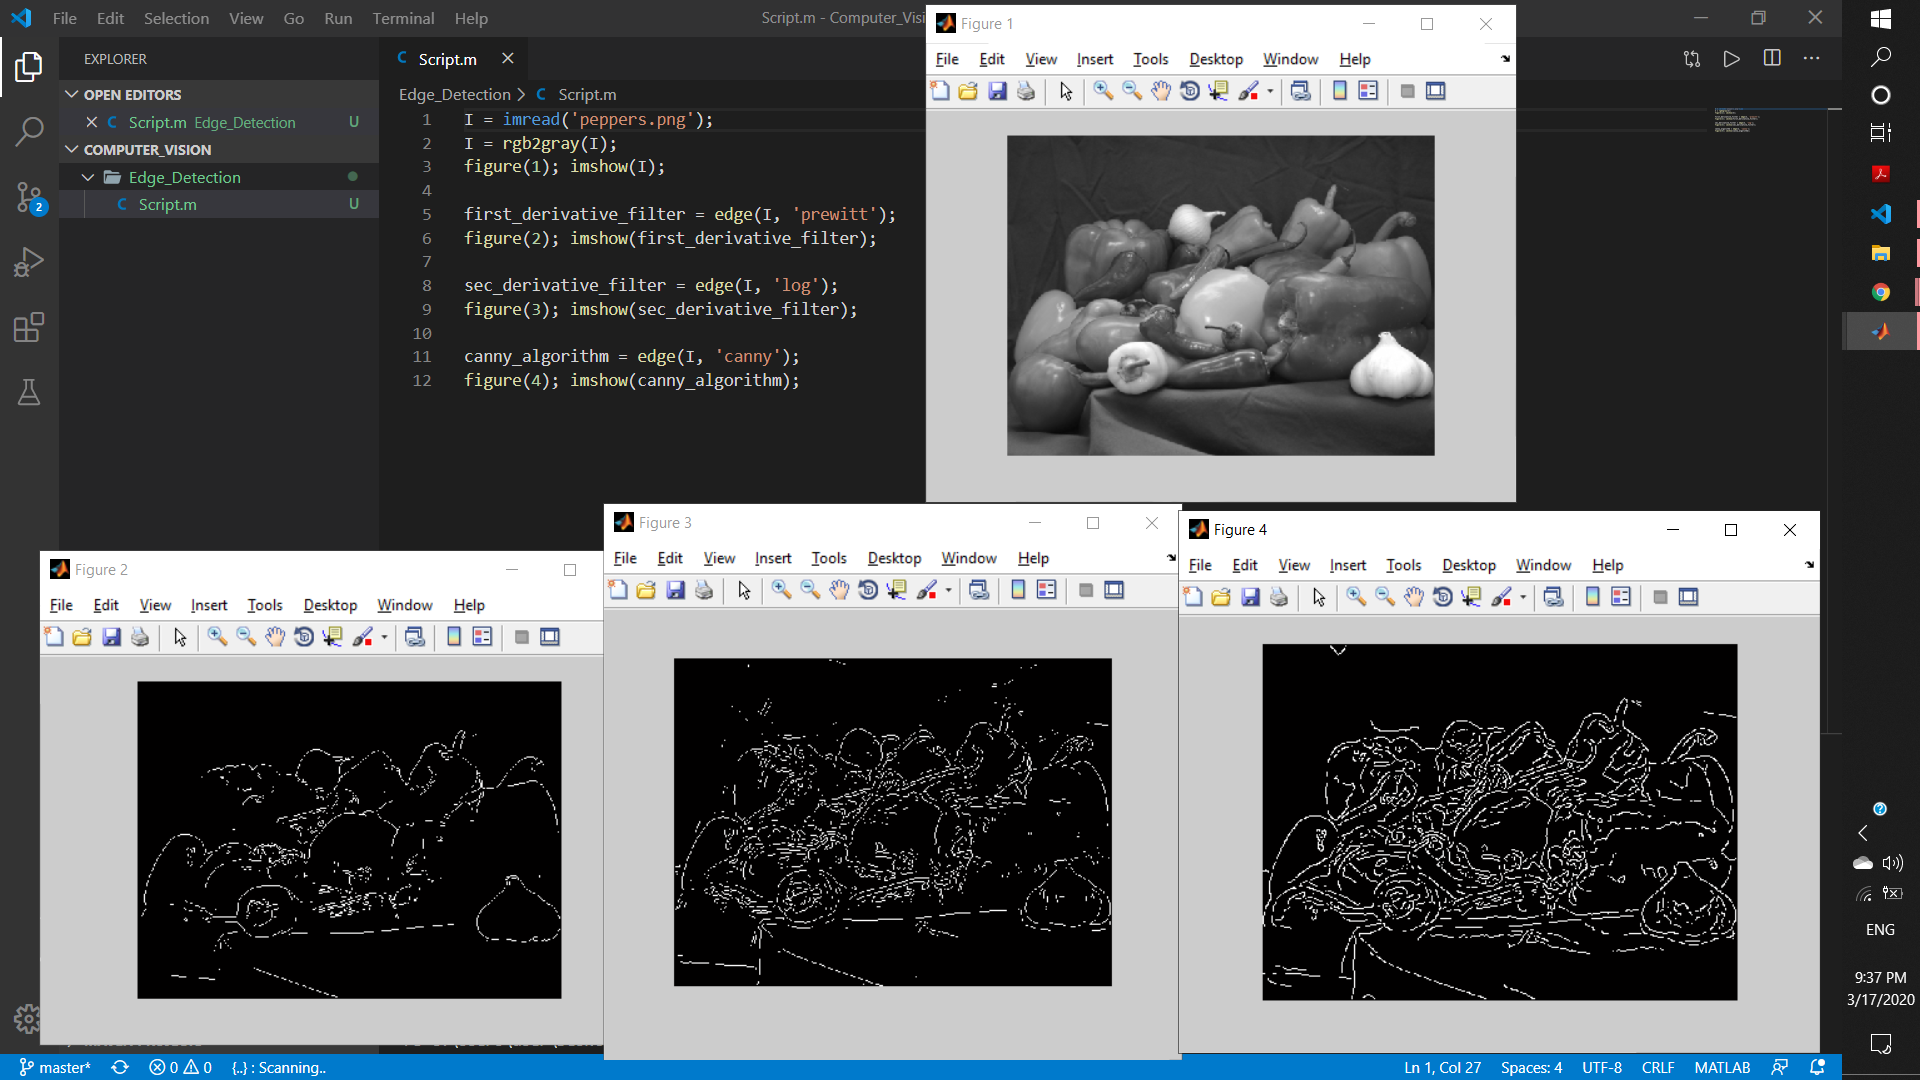 File Edit Selection View Go Run Terminal Help
Script.m - Computer_Visi
EXPLORER
OPEN EDITORS
Script.m Edge_Detection U
COMPUTER_VISION
Edge_Detection
Script.m U
2
Script.m
Edge_Detection > Script.m
1 I = imread('peppers.png');
2 I = rgb2gray(I);
3 figure(1); imshow(I);
4
5 first_derivative_filter = edge(I, 'prewitt');
6 figure(2); imshow(first_derivative_filter);
7
8 sec_derivative_filter = edge(I, 'log');
9 figure(3); imshow(sec_derivative_filter);
10
11 canny_algorithm = edge(I, 'canny');
12 figure(4); imshow(canny_algorithm);
Figure 1
File Edit View Insert Tools Desktop Window Help
Figure 2
File Edit View Insert Tools Desktop Window Help
Figure 3
File Edit View Insert Tools Desktop Window Help
Figure 4
File Edit View Insert Tools Desktop Window Help
ENG
9:37 PM
3/17/2020
master* 0 0 {..} : Scanning..
Ln 1, Col 27 Spaces: 4 UTF-8 CRLF MATLAB